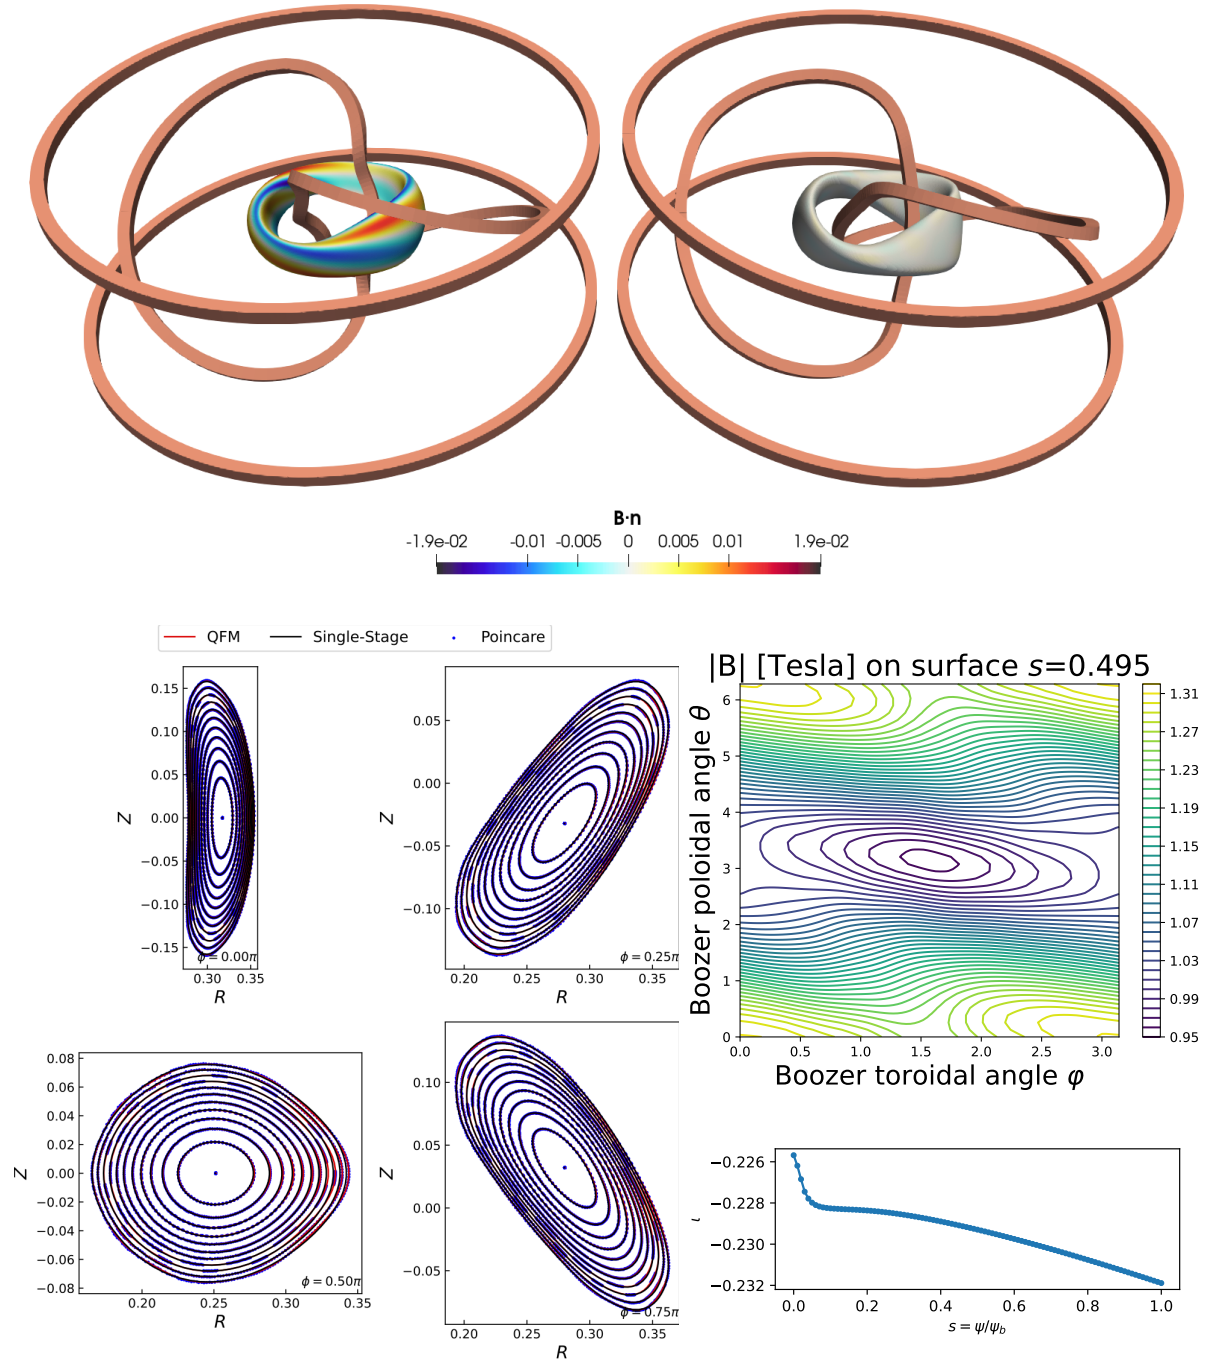 B·n
-1.9e-02 -0.01 -0.005 0 0.005 0.01 1.9e-02
QFM Single-Stage Poincare
0.15
0.10
0.05
0.00
−0.05
−0.10
−0.15
Z
ϕ = 0.00π
0.30 0.35
R
0.05
0.00
−0.05
−0.10
Z
ϕ = 0.25π
0.20 0.25 0.30 0.35
R
|B| [Tesla] on surface s=0.495
6
5
4
3
2
1
0
Boozer poloidal angle θ
0.0 0.5 1.0 1.5 2.0 2.5 3.0
Boozer toroidal angle φ
1.31
1.27
1.23
1.19
1.15
1.11
1.07
1.03
0.99
0.95
0.08
0.06
0.04
0.02
0.00
−0.02
−0.04
−0.06
−0.08
Z
ϕ = 0.50π
0.20 0.25 0.30 0.35
R
0.10
0.05
0.00
−0.05
Z
ϕ = 0.75π
0.20 0.25 0.30 0.35
R
−0.226
−0.228
−0.230
−0.232
ι
0.0 0.2 0.4 0.6 0.8 1.0
s = ψ/ψb